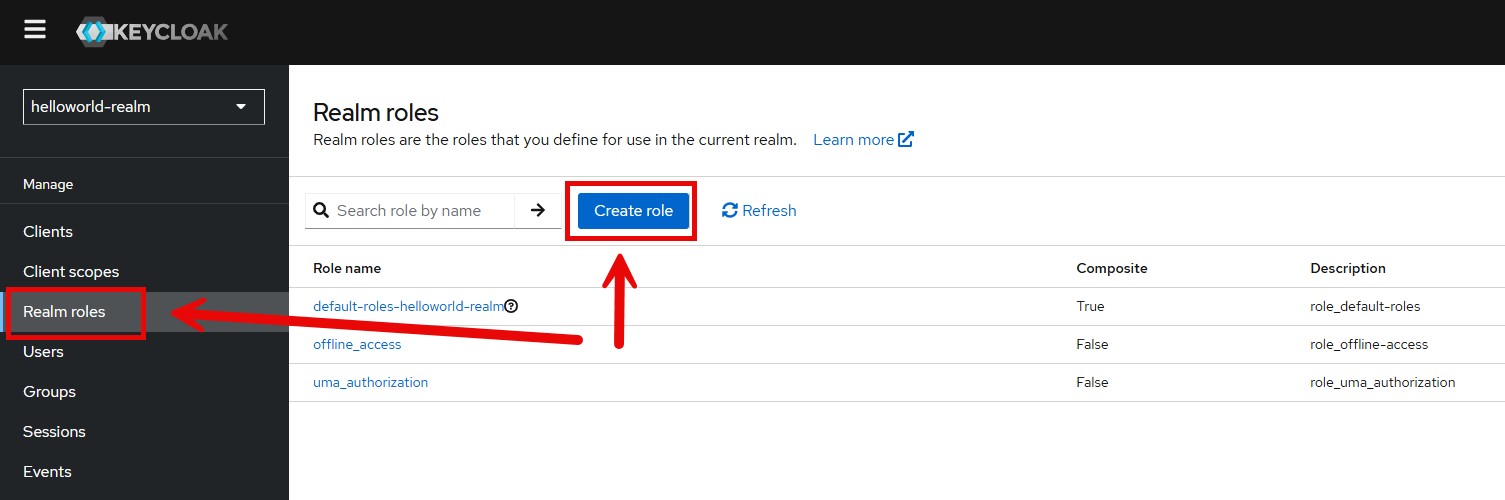 KEYCLOAK
helloworld-realm
Manage
Clients
Client scopes
Realm roles
Users
Groups
Sessions
Events
Realm roles
Realm roles are the roles that you define for use in the current realm. Learn more
Search role by name Create role Refresh
Role name Composite Description
default-roles-helloworld-realm True role_default-roles
offline_access False role_offline-access
uma_authorization False role_uma_authorization